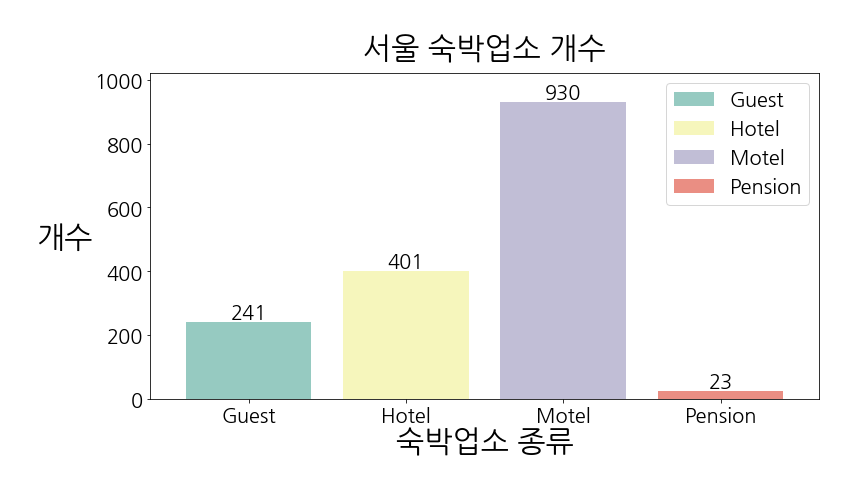 서울 숙박업소 개수
개수
1000
800
600
400
200
0
241
401
930
23
Guest
Hotel
Motel
Pension
Guest Hotel Motel Pension
숙박업소 종류